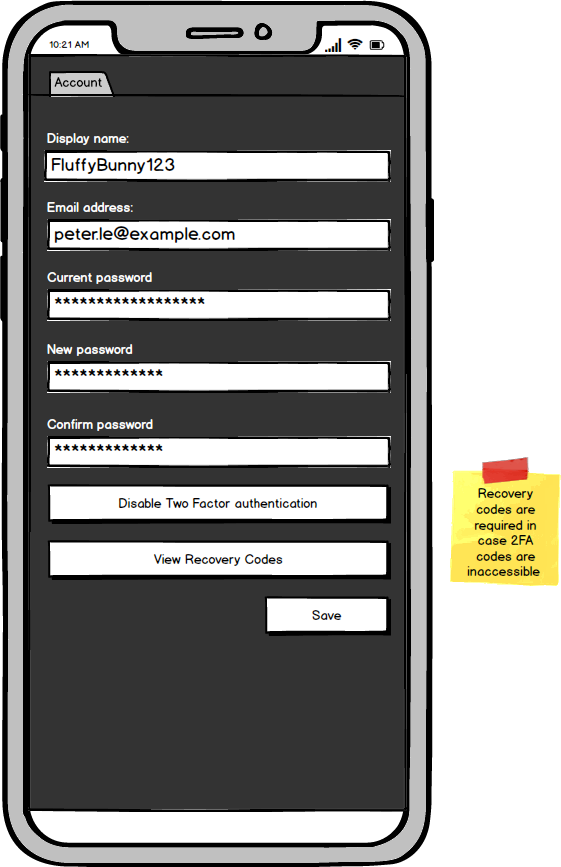 10:21 AM
Account
Display name:
FluffyBunny123
Email address:
peter.le@example.com
Current password
******************
New password
*************
Confirm password
*************
Disable Two Factor authentication
View Recovery Codes
Save
Recovery
codes are
required in
case 2FA
codes are
inaccessible